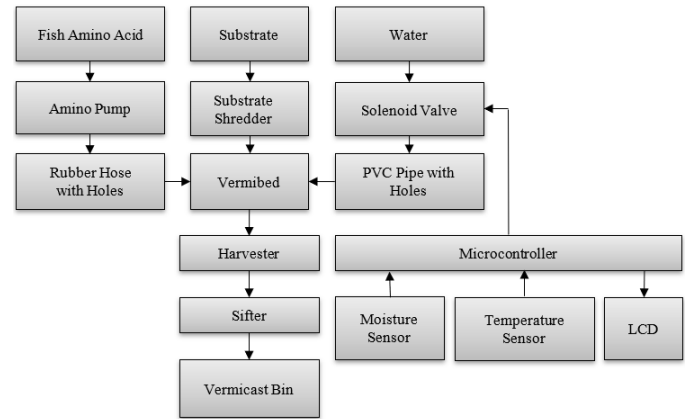 Fish Amino Acid
Substrate
Water
Amino Pump
Substrate
Shredder
Solenoid Valve
Rubber Hose
with Holes
Vermibed
PVC Pipe with
Holes
Harvester
Microcontroller
Sifter
Moisture
Sensor
Temperature
Sensor
LCD
Vermicast Bin